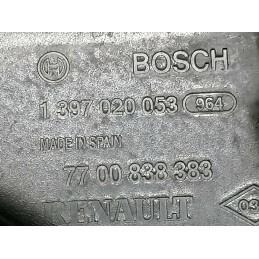 BOSCH
1 397 020 053 964
MADE IN SPAIN
77 00 838 383
RENAULT